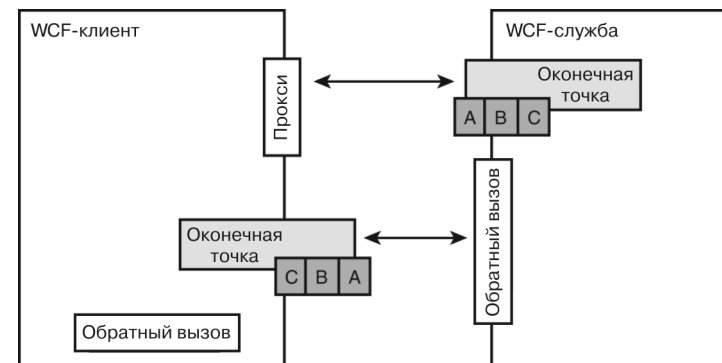 WCF-клиент
WCF-служба
Прокси
Оконечная
точка
A B C
Обратный вызов
Оконечная
точка
C B A
Обратный вызов